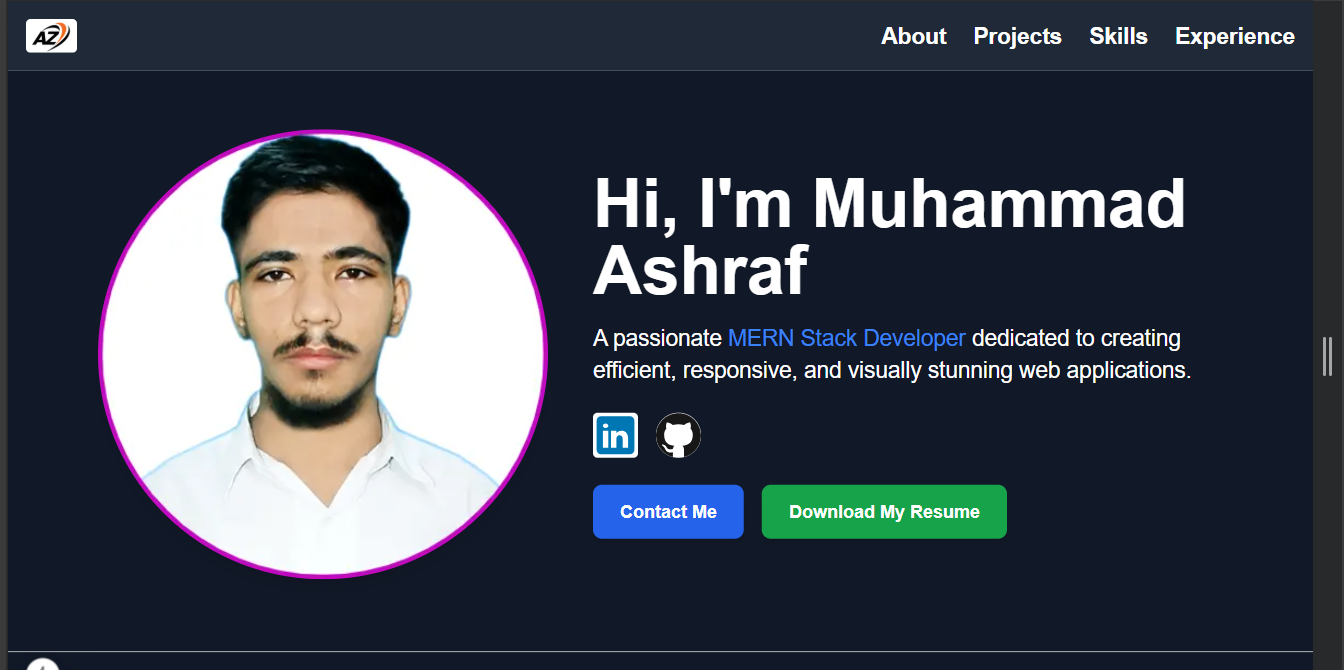 AZ
About Projects Skills Experience
Hi, I'm Muhammad
Ashraf
A passionate MERN Stack Developer dedicated to creating
efficient, responsive, and visually stunning web applications.
in
Contact Me Download My Resume